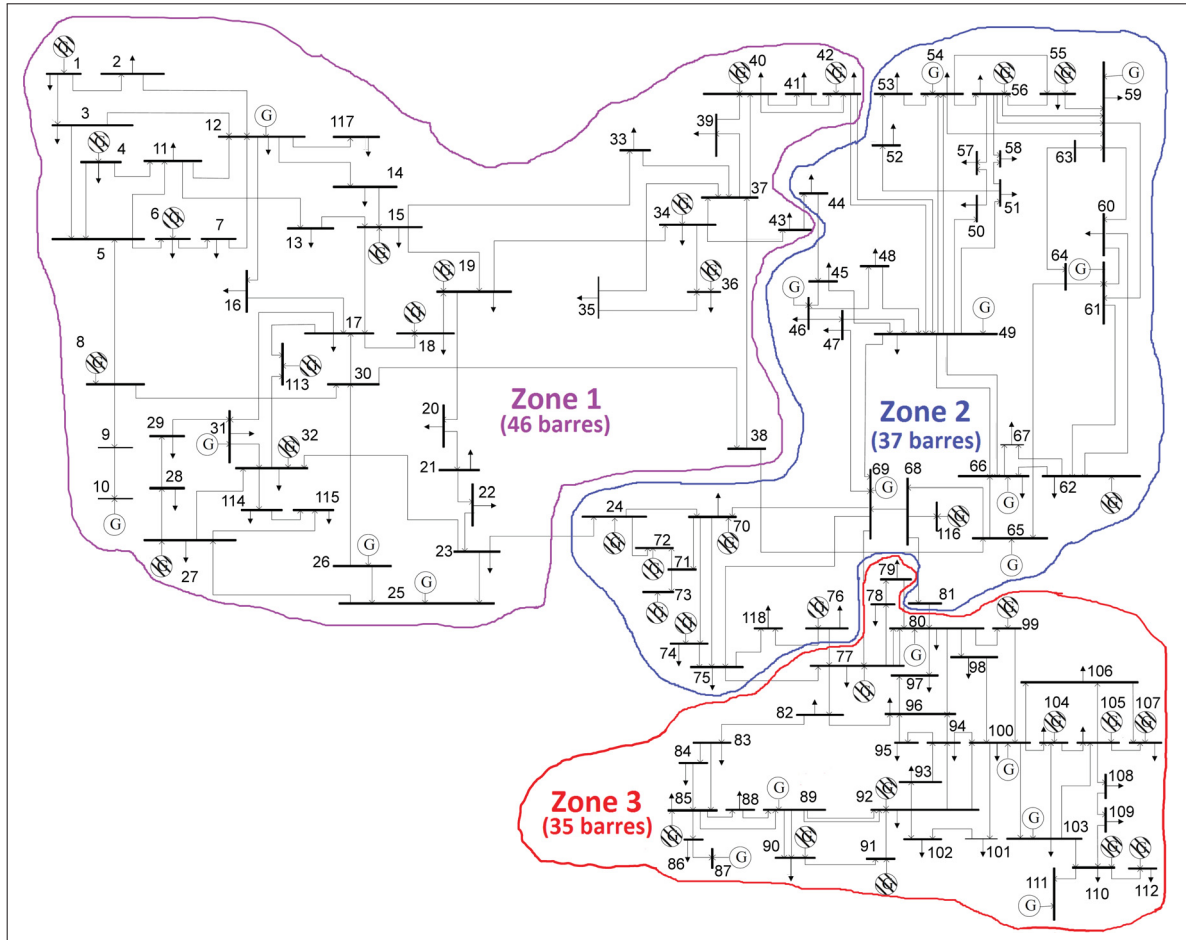 40 42 54 55
1 2 41 53 G 56 G 59
3 12 G 117 39 33 57 58 63
4 11 52
14 37 44 51
6 7 15 34 43 50 60
5 13
19 45 48 64 G
16 36 G 46 47 G 49 61
17 18 35
8 113 30
Zone 1
(46 barres)
20 Zone 2
(37 barres)
29 31 32 38 67
G 21 66
9 28 69 68 62
10 22 G G
114 115 24 70
G 23 72 116 65
27 26 G 71 G
25 G 73 79
76 78 81
118 80 99
74 G
75 77 98 106
97
82 96 104 105 107
83 94 100
84 95 G
93 108
Zone 3
(35 barres)
85 88 G 89 92 109
G 103
90 91 102 101
86 87 G 111 110 112
G